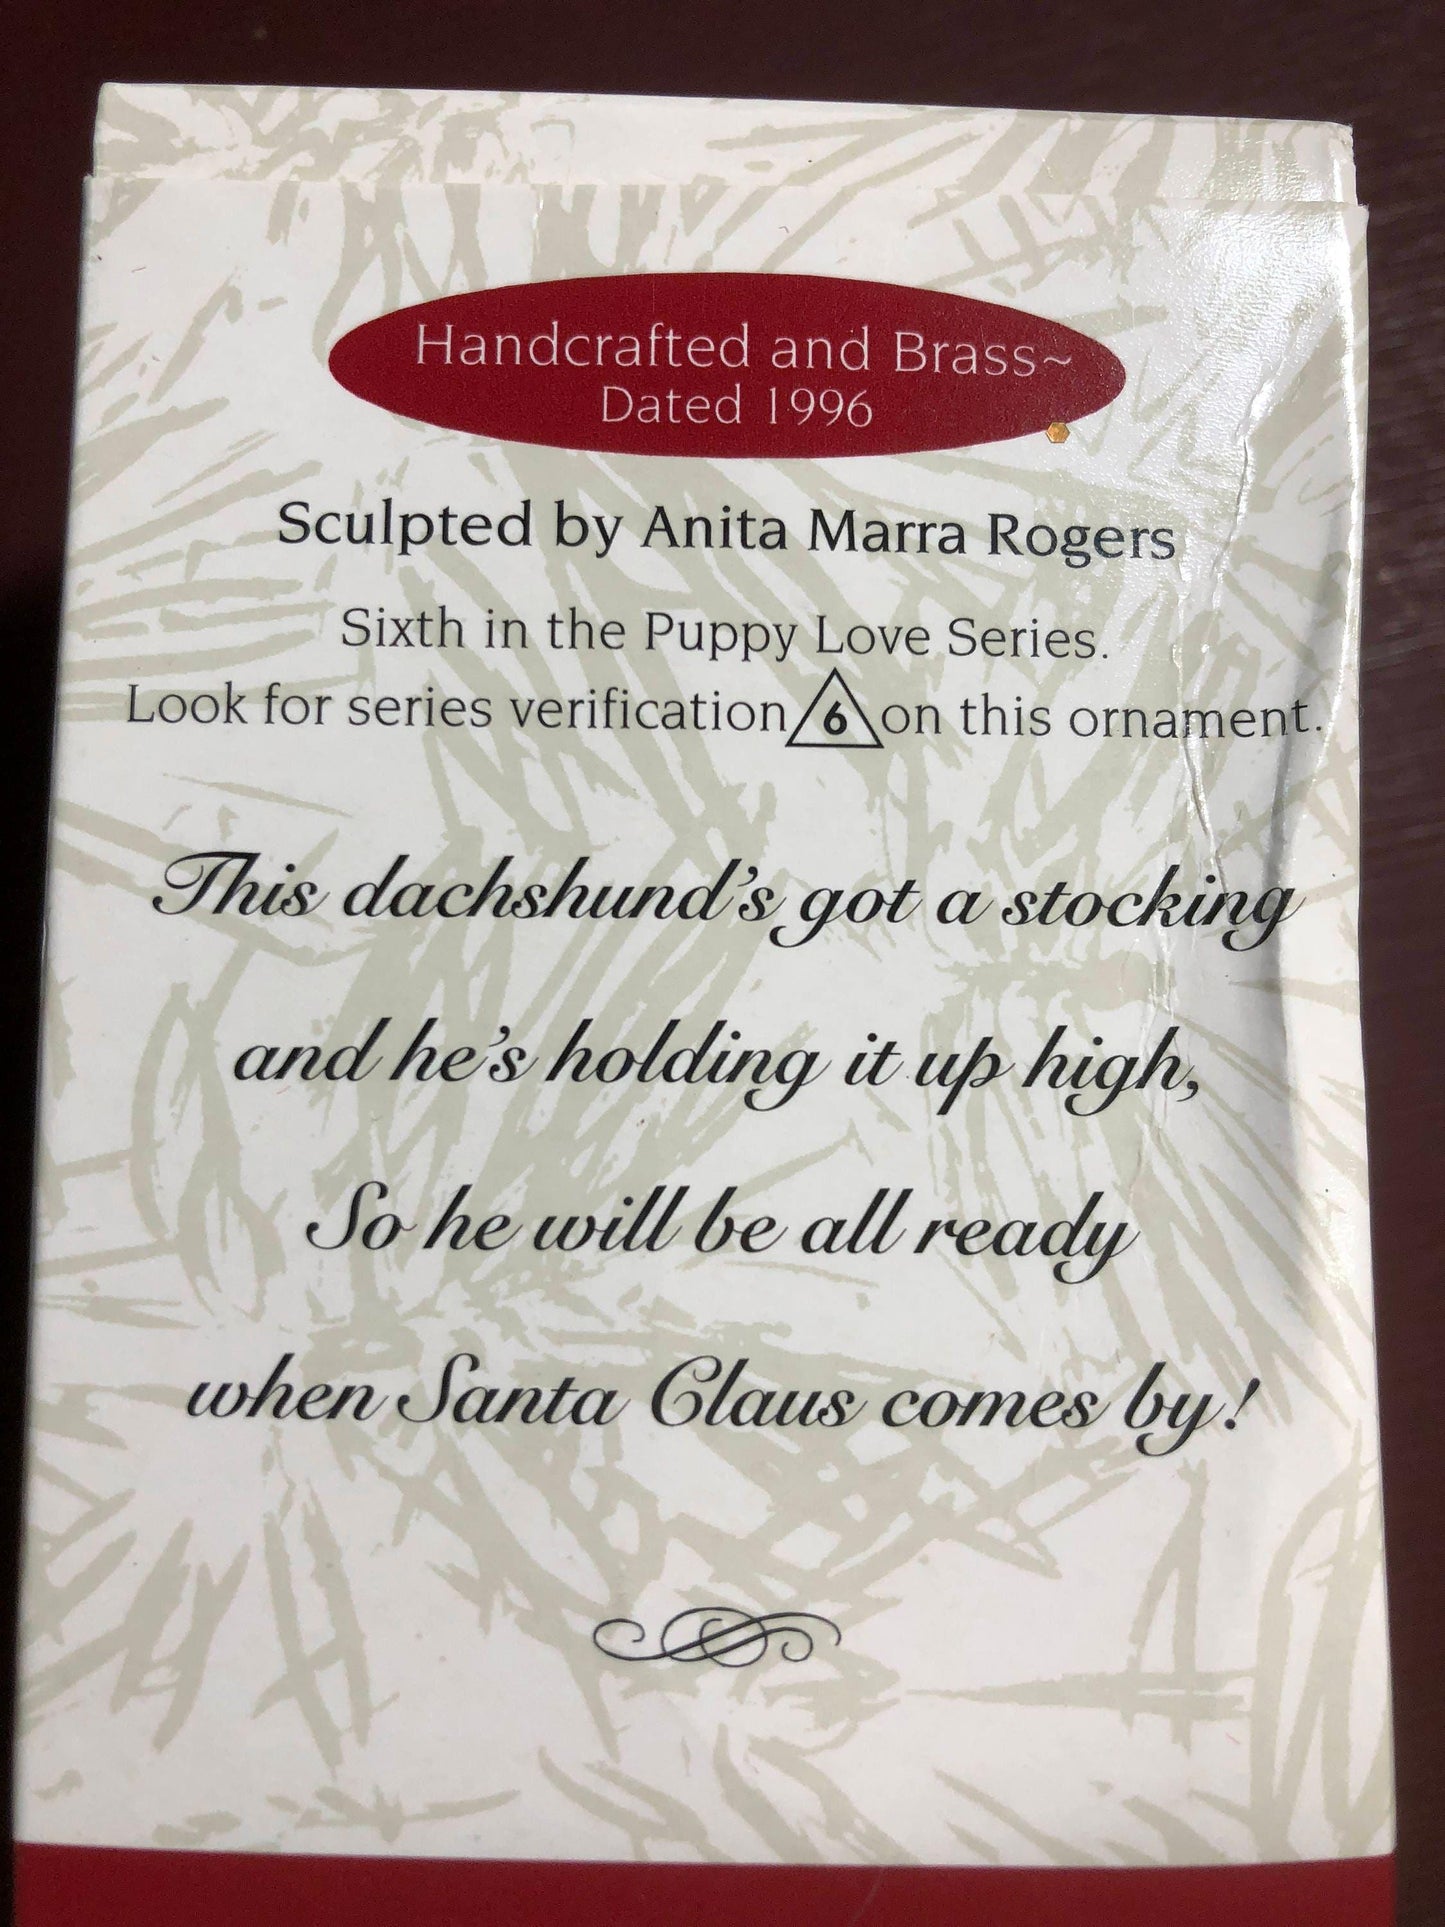 Handcrafted and Brass~
Dated 1996
Sculpted by Anita Marra Rogers
Sixth in the Puppy Love Series.
Look for series verification 6 on this ornament.
This dachshund's got a stocking
and he's holding it up high,
So he will be all ready
when Santa Claus comes by!